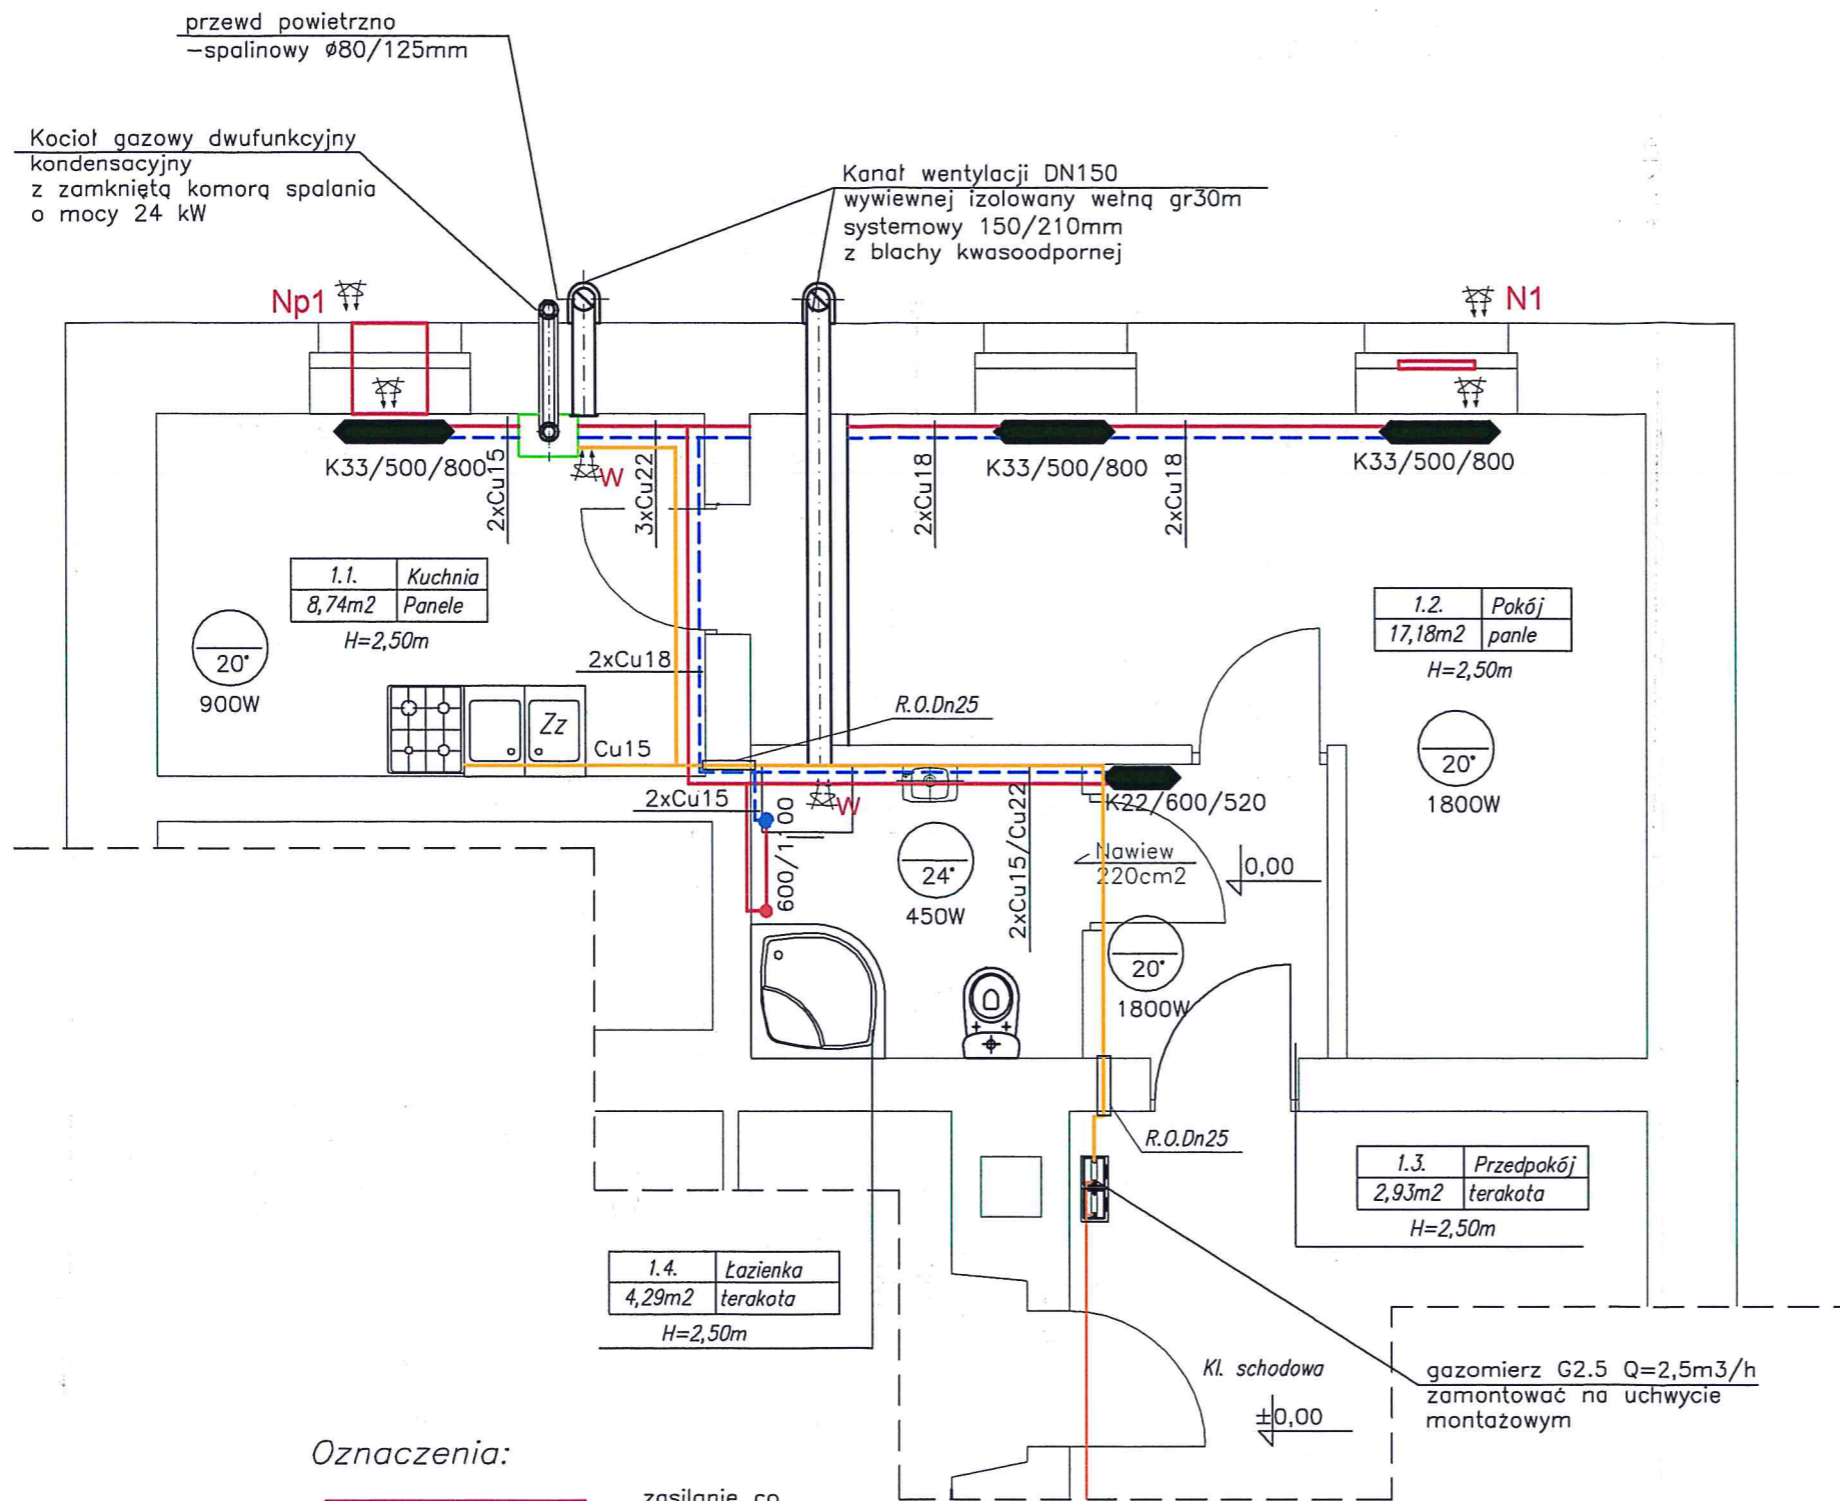 przewd powietrzno
-spalinowy ø80/125mm
Kocioł gazowy dwufunkcyjny
kondensacyjny
z zamkniętą komorą spalania
o mocy 24 kW
Kanał wentylacji DN150
wywiewnej izolowany wełną gr30m
systemowy 150/210mm
z blachy kwasoodpornej
Np1
N1
K33/500/800
2xCu15
W
3xCu22
2xCu18
K33/500/800
2xCu18
K33/500/800
1.1. Kuchnia
8,74m2 Panele
H=2,50m
20°
900W
2xCu18
Zz
Cu15
R.O.Dn25
1.2. Pokój
17,18m2 panle
H=2,50m
20°
1800W
2xCu15
W
600/1100
24°
450W
2xCu15/Cu22
K22/600/520
Nawiew
220cm2
0,00
20°
1800W
R.O.Dn25
1.3. Przedpokój
2,93m2 terakota
H=2,50m
1.4. Łazienka
4,29m2 terakota
H=2,50m
Kl. schodowa
±0,00
gazomierz G2.5 Q=2,5m3/h
zamontować na uchwycie
montażowym
Oznaczenia:
zasilanie co